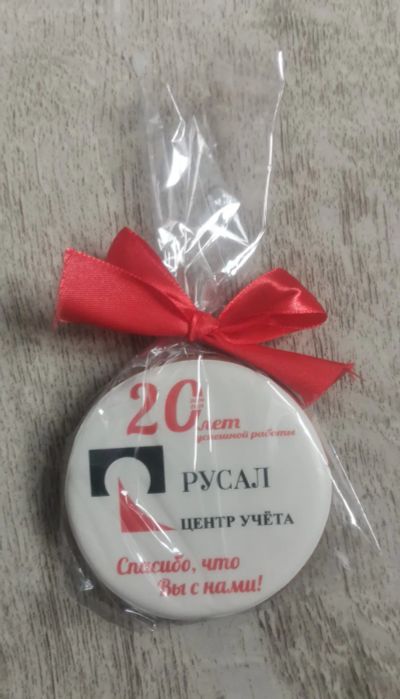 20 лет
успешной работы
РУСАЛ
ЦЕНТР УЧЁТА
Спасибо, что
Вы с нами!